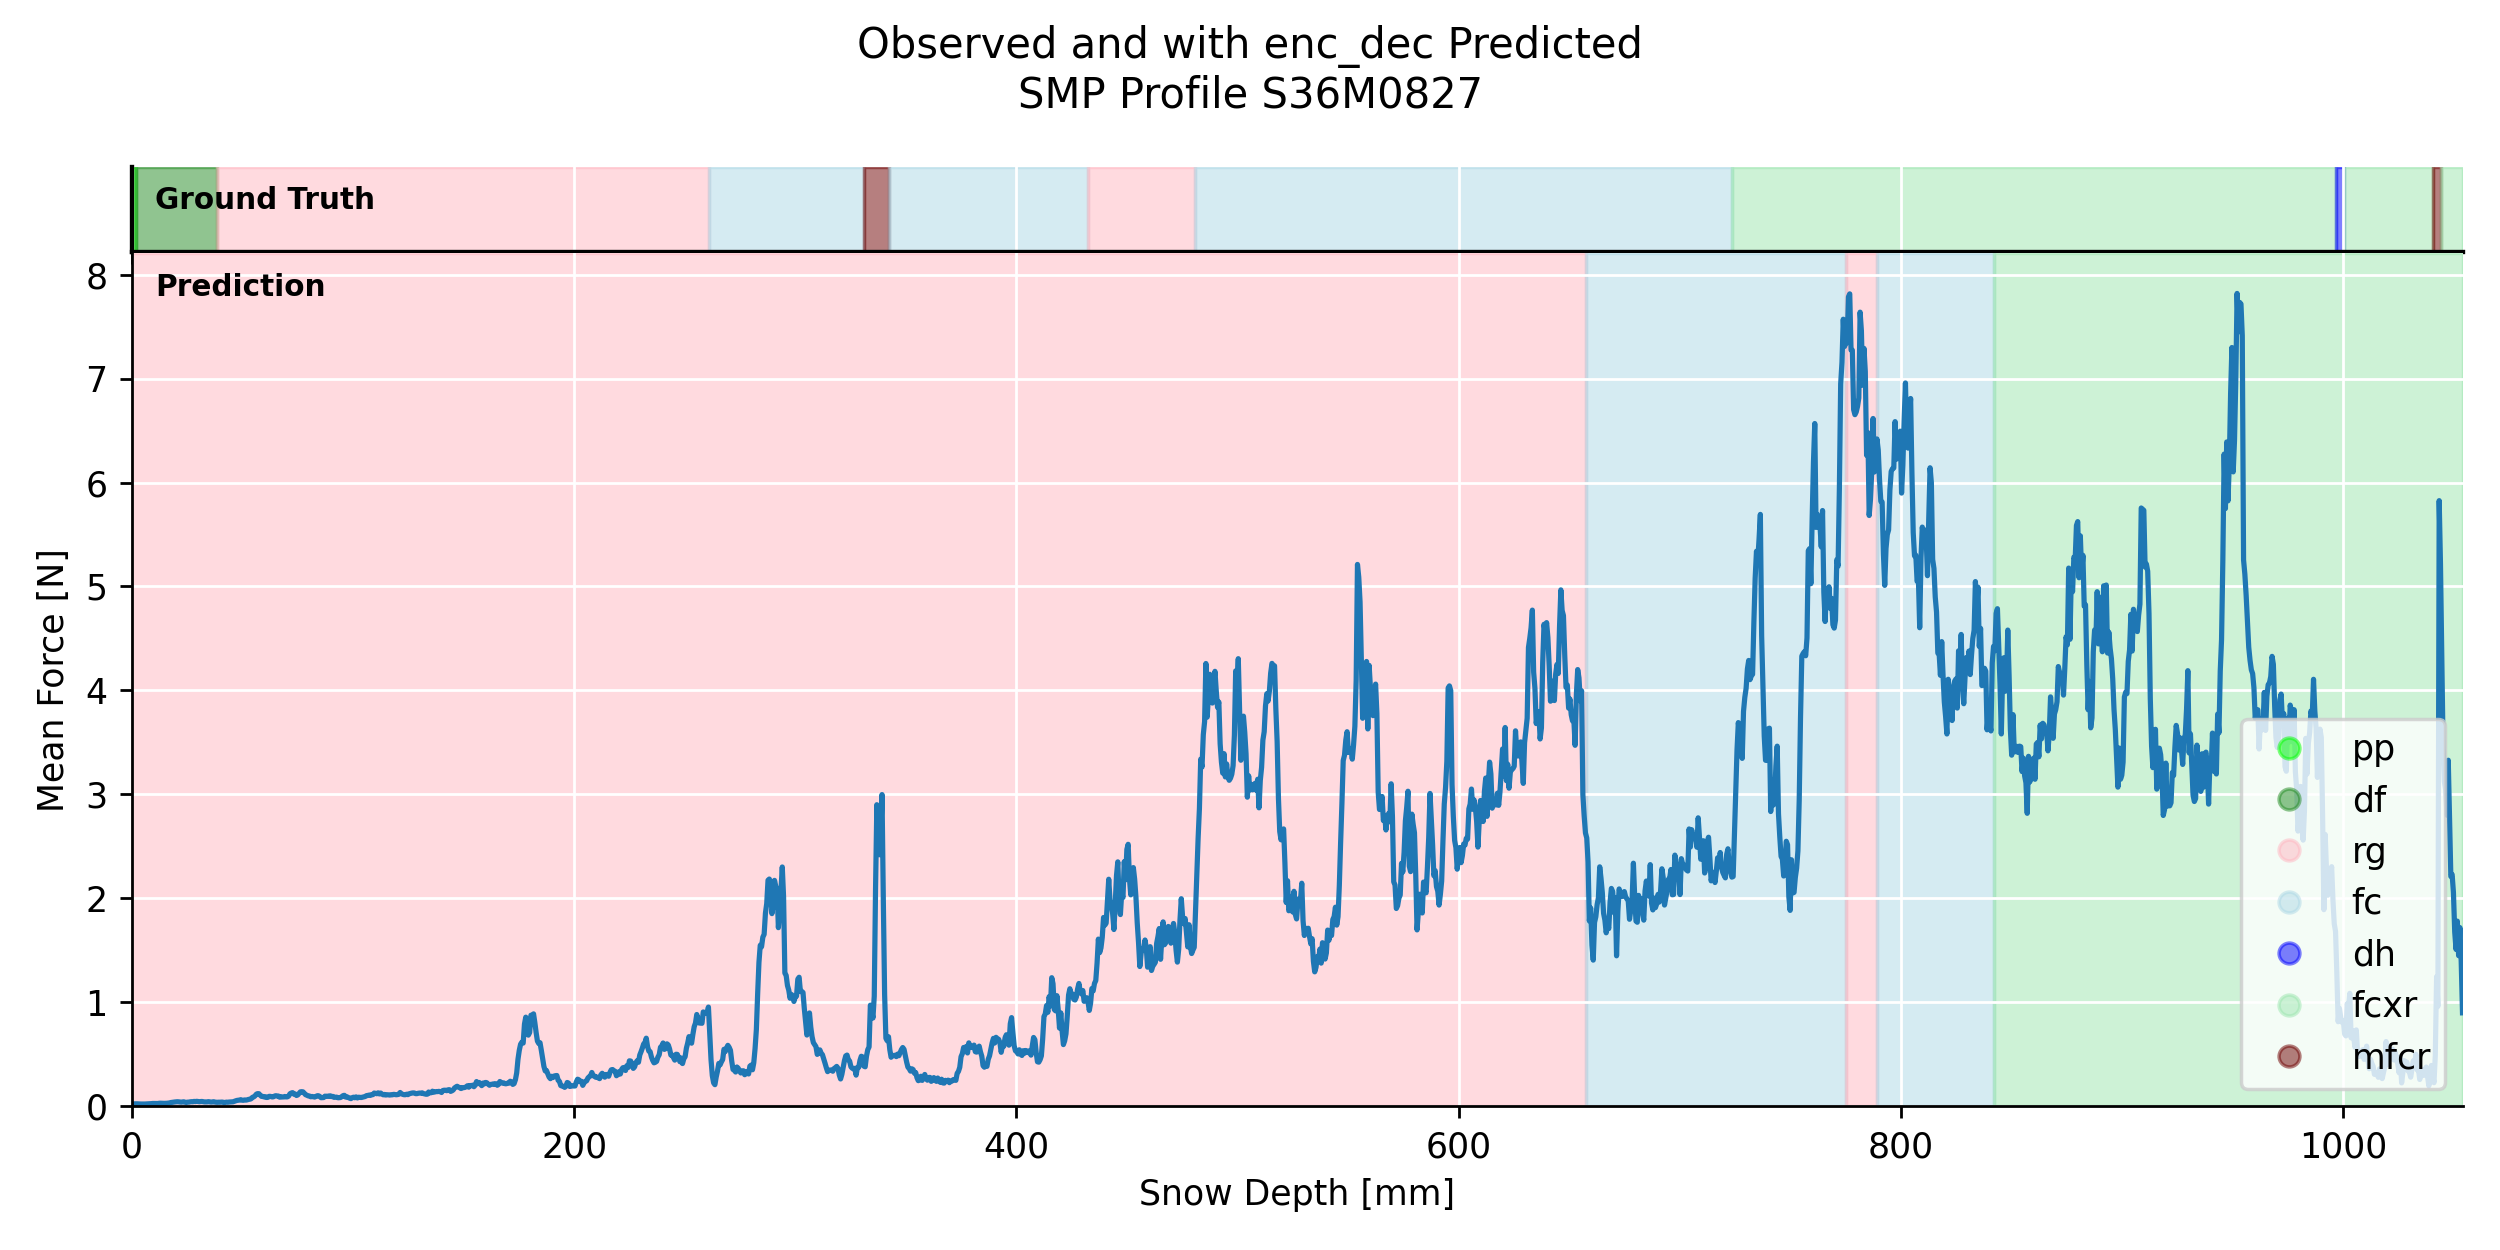 Observed and with enc_dec Predicted
SMP Profile S36M0827
Ground Truth
Prediction
8
7
6
5
4
3
2
1
0
Mean Force [N]
pp
df
rg
fc
dh
fcxr
mfcr
0 200 400 600 800 1000
Snow Depth [mm]